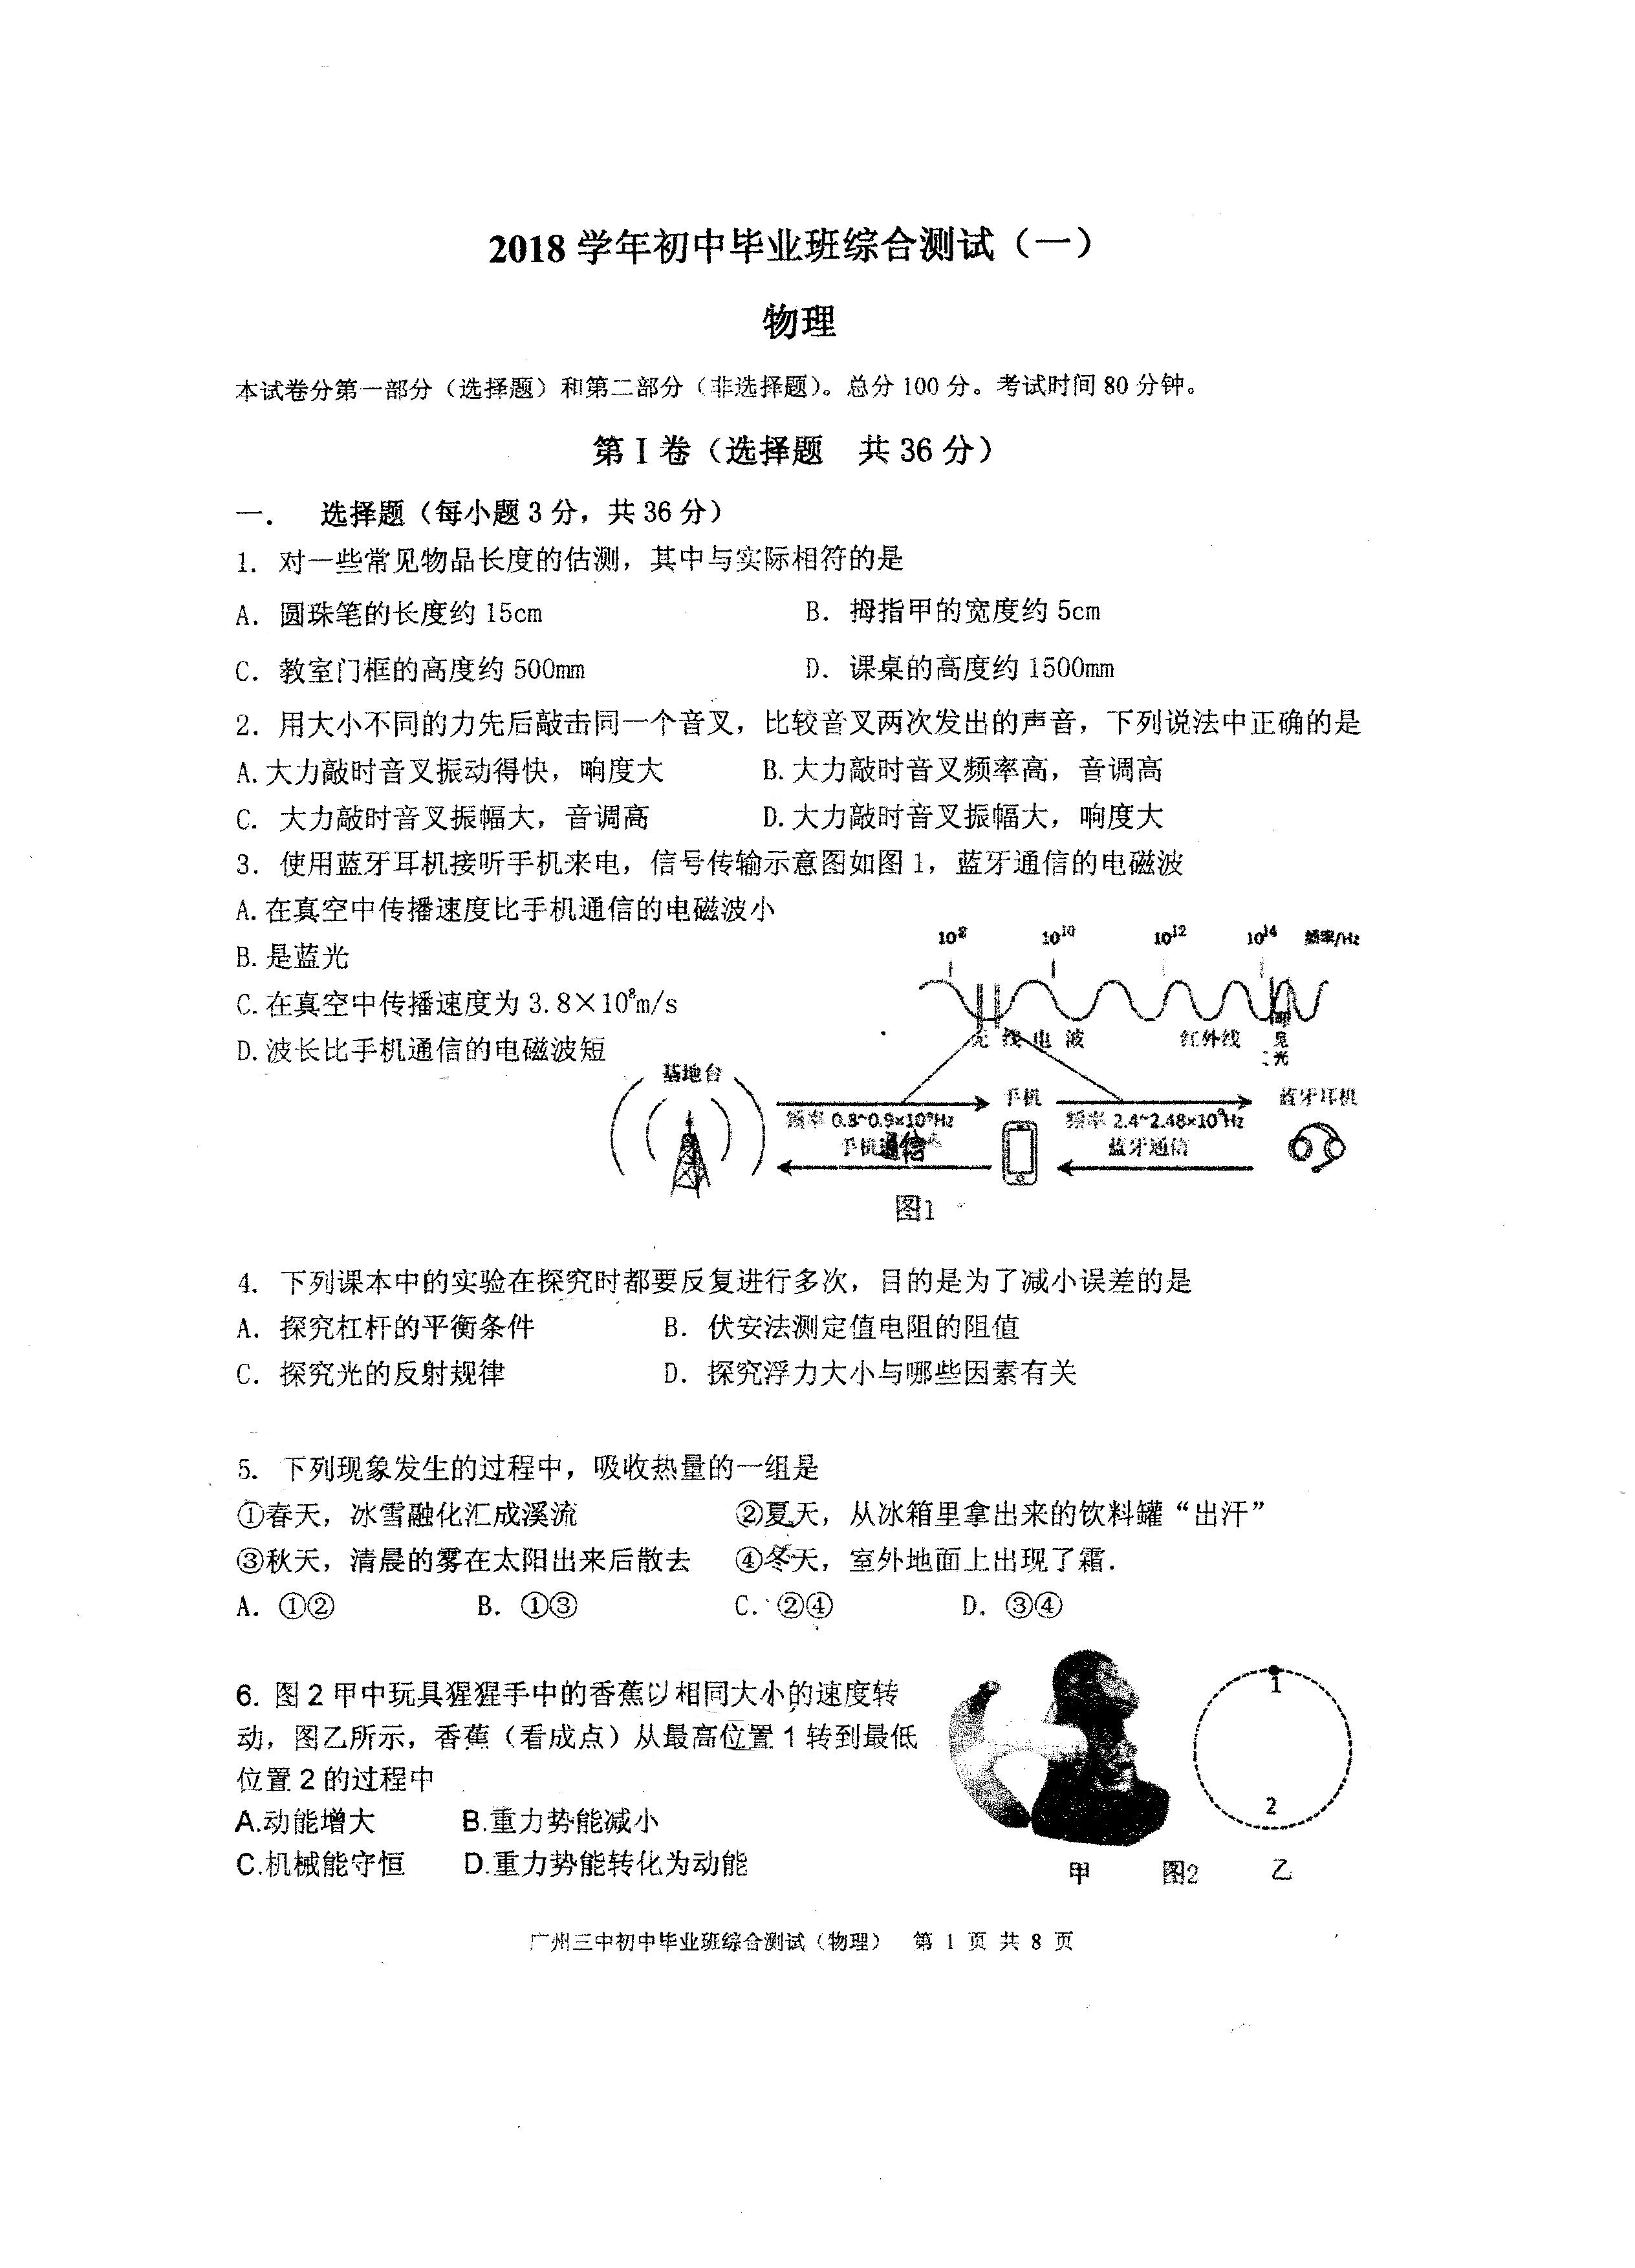 2018 学年初中毕业班综合测试（一）
物理
本试卷分第一部分（选择题）和第二部分（非选择题）。总分 100 分。考试时间 80 分钟。
第 I 卷（选择题　共 36 分）
一.　选择题（每小题 3 分，共 36 分）
1. 对一些常见物品长度的估测，其中与实际相符的是
A. 圆珠笔的长度约 15cm　B. 拇指甲的宽度约 5cm
C. 教室门框的高度约 500mm　D. 课桌的高度约 1500mm
2. 用大小不同的力先后敲击同一个音叉，比较音叉两次发出的声音，下列说法中正确的是
A. 大力敲时音叉振动得快，响度大　B. 大力敲时音叉频率高，音调高
C. 大力敲时音叉振幅大，音调高　D. 大力敲时音叉振幅大，响度大
3. 使用蓝牙耳机接听手机来电，信号传输示意图如图 1，蓝牙通信的电磁波
A. 在真空中传播速度比手机通信的电磁波小
B. 是蓝光
C. 在真空中传播速度为 3.8×10⁸m/s
D. 波长比手机通信的电磁波短
10⁸　10¹⁰　10¹²　10¹⁴　频率/Hz
无 线 电 波　红外线　可见光
基地台　手机　蓝牙耳机
频率 0.8~0.9×10⁹Hz　频率 2.4~2.48×10⁹Hz
手机通信　蓝牙通信
图1
4. 下列课本中的实验在探究时都要反复进行多次，目的是为了减小误差的是
A. 探究杠杆的平衡条件　B. 伏安法测定值电阻的阻值
C. 探究光的反射规律　D. 探究浮力大小与哪些因素有关
5. 下列现象发生的过程中，吸收热量的一组是
①春天，冰雪融化汇成溪流　②夏天，从冰箱里拿出来的饮料罐“出汗”
③秋天，清晨的雾在太阳出来后散去　④冬天，室外地面上出现了霜.
A. ①②　B. ①③　C. ②④　D. ③④
6. 图 2 甲中玩具猩猩手中的香蕉以相同大小的速度转
动，图乙所示，香蕉（看成点）从最高位置 1 转到最低
位置 2 的过程中
A.动能增大　B.重力势能减小
C.机械能守恒　D.重力势能转化为动能
1
2
甲　图2　乙
广州三中初中毕业班综合测试（物理）　第 1 页 共 8 页